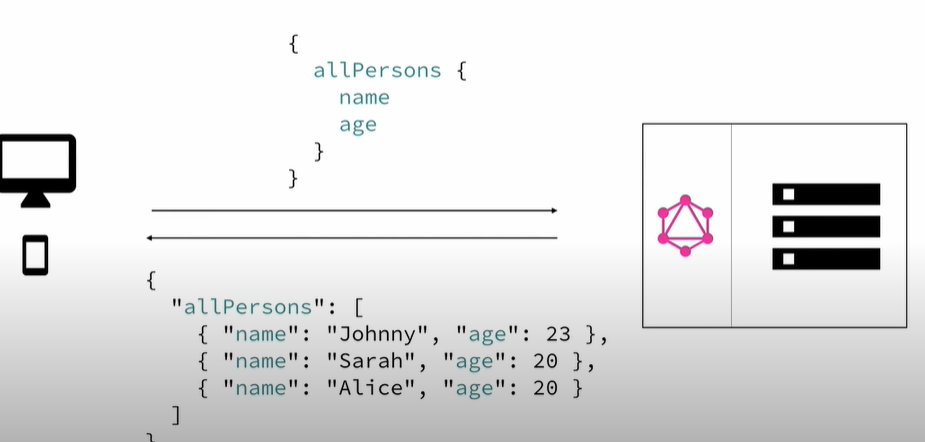 {
  allPersons {
    name
    age
  }
}
{
  "allPersons": [
    { "name": "Johnny", "age": 23 },
    { "name": "Sarah", "age": 20 },
    { "name": "Alice", "age": 20 }
  ]
}